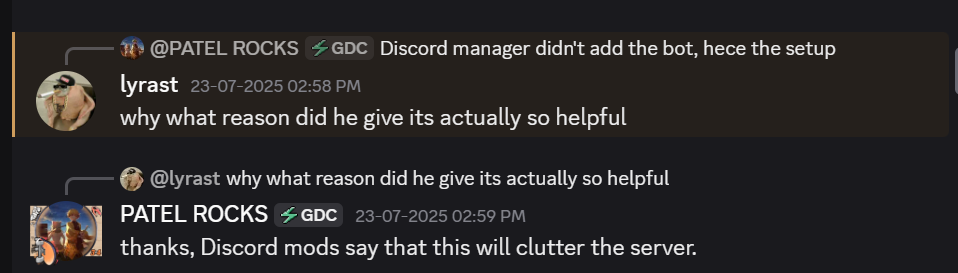 @PATEL ROCKS GDC Discord manager didn't add the bot, hece the setup
lyrast 23-07-2025 02:58 PM
why what reason did he give its actually so helpful
@lyrast why what reason did he give its actually so helpful
PATEL ROCKS GDC 23-07-2025 02:59 PM
thanks, Discord mods say that this will clutter the server.